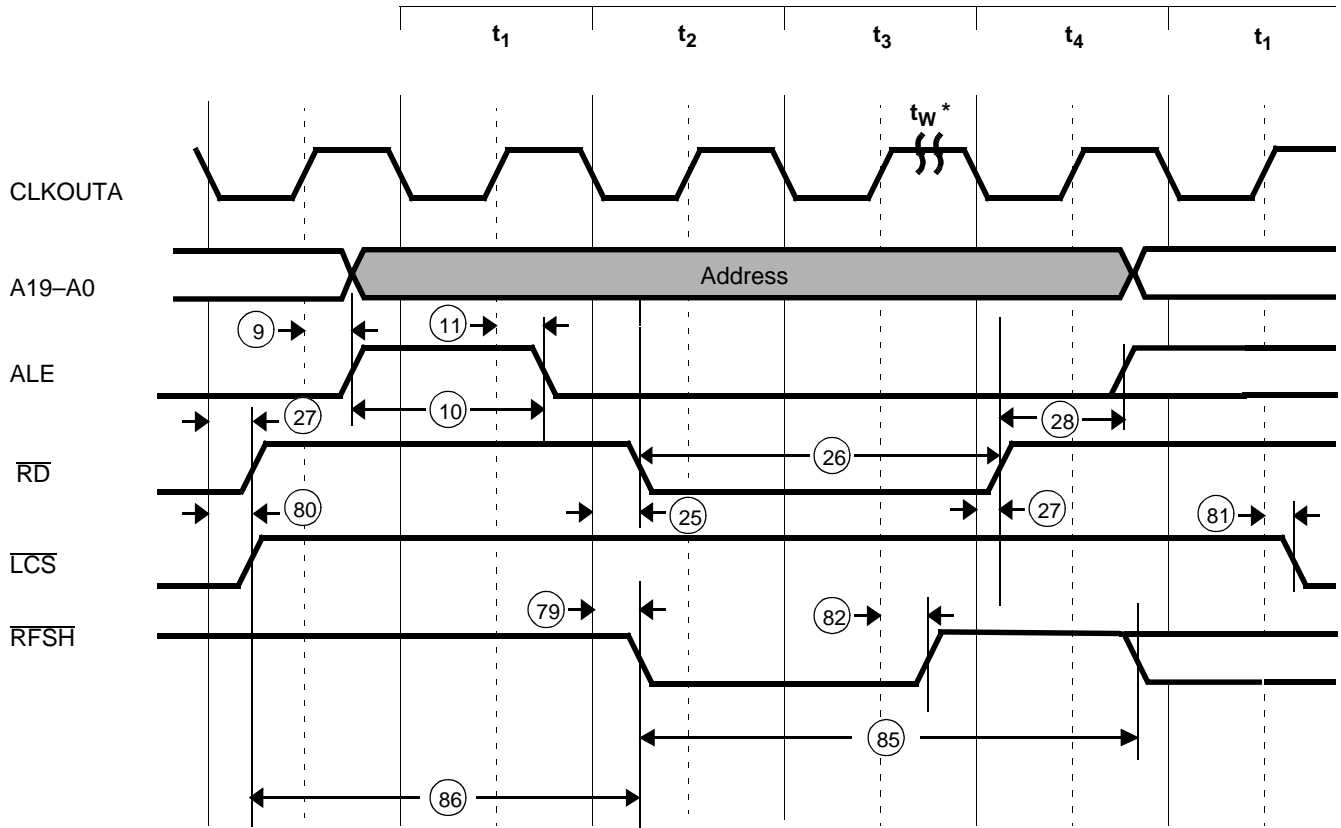 t1 t2 t3 t4 t1
tW *
CLKOUTA
A19–A0 Address
9 11
ALE
27 10 28
RD 26
80 25 27 81
LCS
79 82
RFSH
85
86